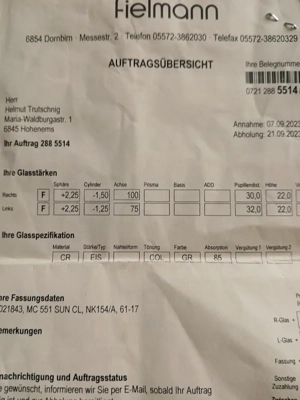 Fielmann
6854 Dornbirn · Messestr. 2 · Telefon 05572-3862030 · Telefax 05572-38620329
AUFTRAGSÜBERSICHT
Ihre Belegnumme
0721 288 5514
Herr
Helmut Trutschnig
Maria-Waldburgastr. 1
6845 Hohenems
Annahme: 07.09.2023
Abholung: 21.09.2023
Ihr Auftrag 288 5514
Ihre Glasstärken
Sphäre Cylinder Achse Prisma Basis ADD Pupillendist. Höhe
Rechts F +2,25 -1,50 100 30,0 22,0
Links F +2,25 -1,25 75 32,0 22,0
Ihre Glasspezifikation
Material Stärke/Typ Nahteilform Tönung Farbe Absorption Vergütung 1 Vergütung 2
CR EIS COL GR 85
hre Fassungsdaten
021843, MC 551 SUN CL, NK154/A, 61-17
emerkungen
R-Glas
L-Glas
Fassung
Sonstige
Zuzahlung
nachrichtigung und Auftragsstatus
e gewünscht, informieren wir Sie per E-Mail, sobald Ihr Auftrag